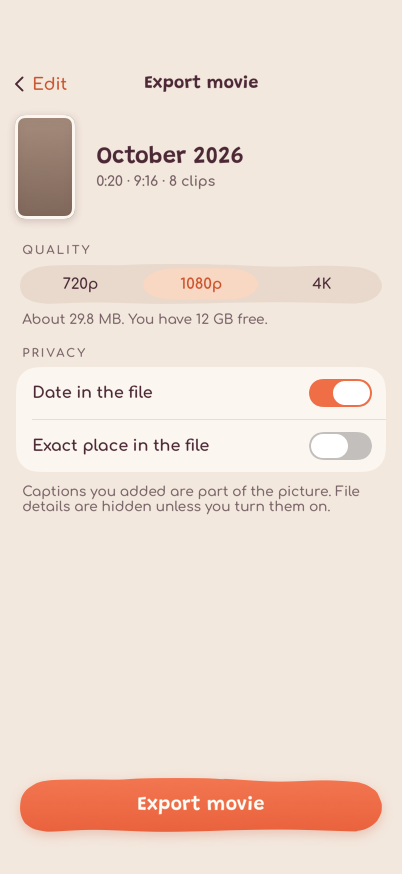 Edit
Export movie
October 2026
0:20 · 9:16 · 8 clips
QUALITY
720p
1080p
4K
About 29.8 MB. You have 12 GB free.
PRIVACY
Date in the file
Exact place in the file
Captions you added are part of the picture. File
details are hidden unless you turn them on.
Export movie